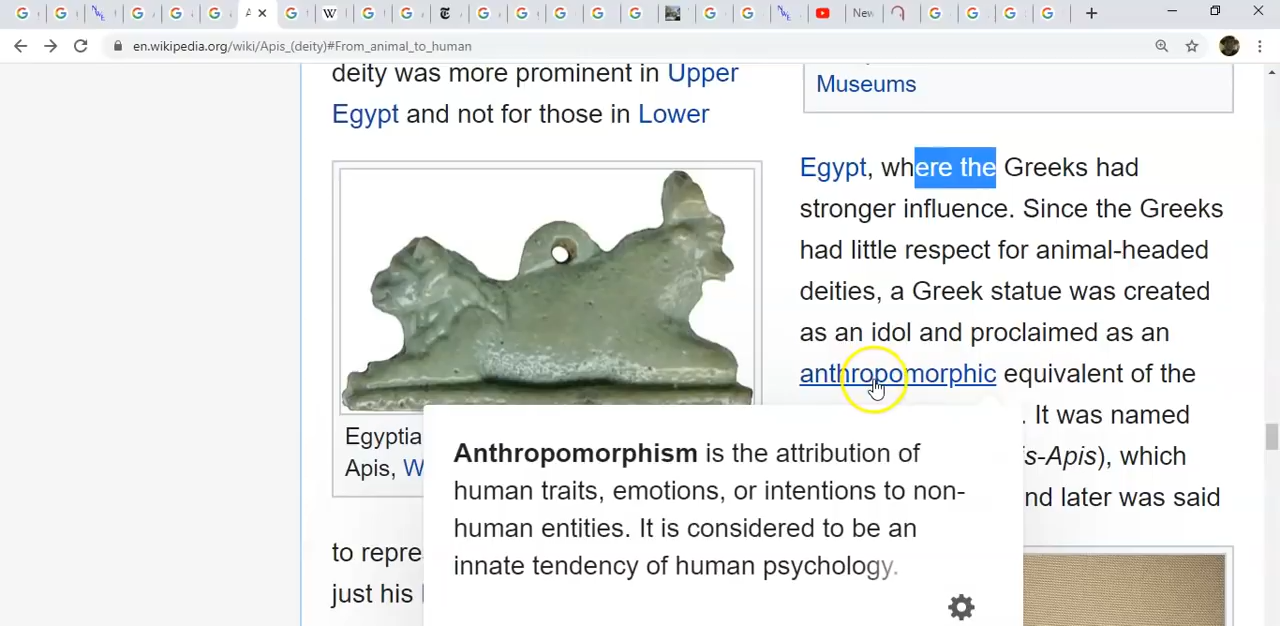 en.wikipedia.org/wiki/Apis_(deity)#From_animal_to_human
New
deity was more prominent in Upper
Egypt and not for those in Lower
Egyptia
Apis, W
to repre
just his
Museums
Egypt, where the Greeks had
stronger influence. Since the Greeks
had little respect for animal-headed
deities, a Greek statue was created
as an idol and proclaimed as an
anthropomorphic equivalent of the
. It was named
is-Apis), which
nd later was said
Anthropomorphism is the attribution of
human traits, emotions, or intentions to non-
human entities. It is considered to be an
innate tendency of human psychology.